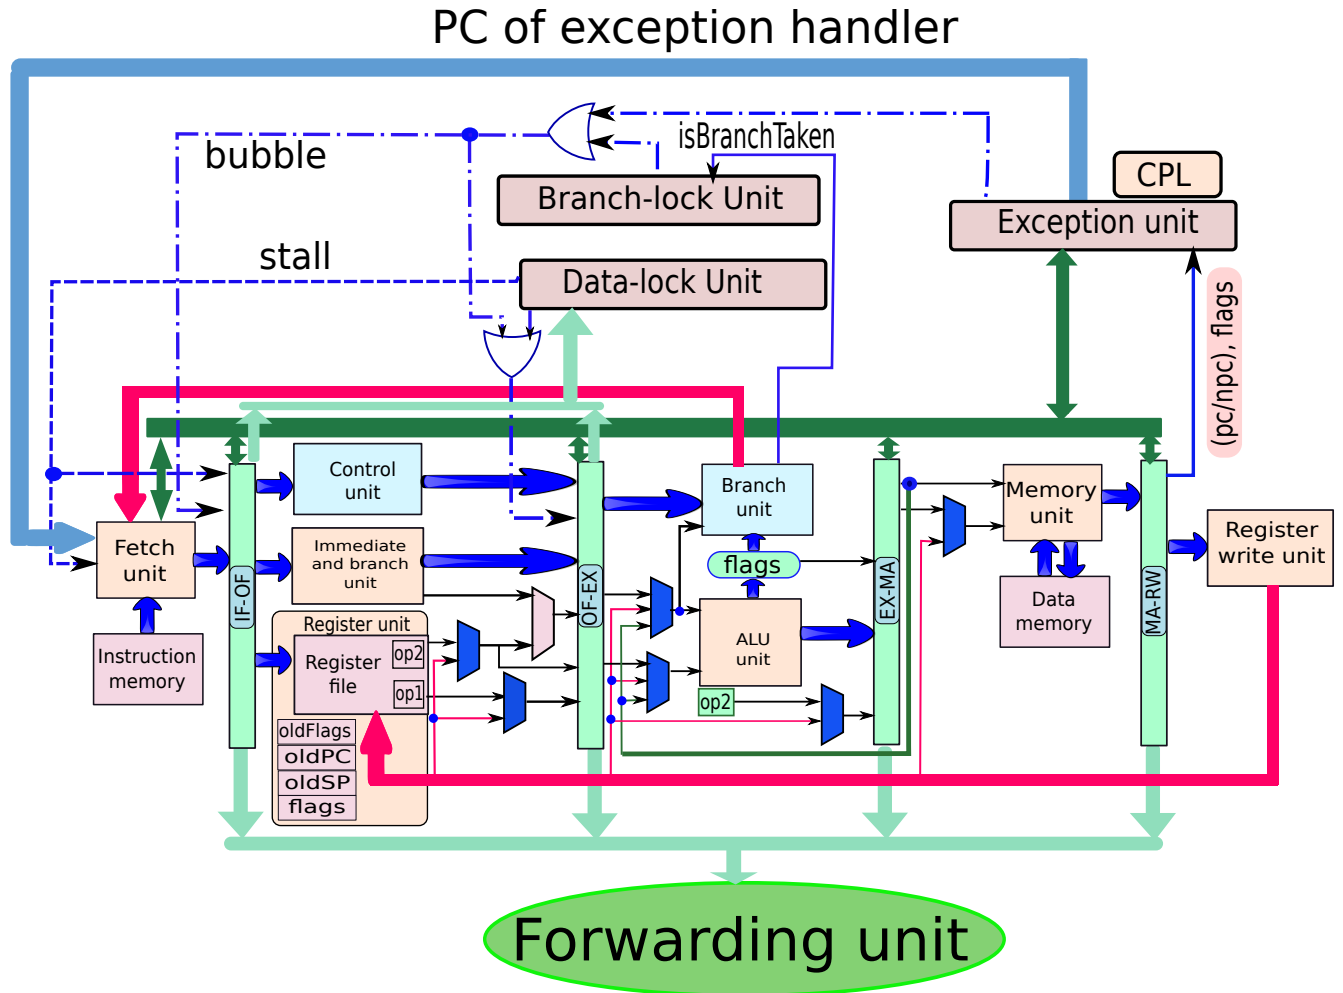 PC of exception handler
isBranchTaken
bubble
CPL
Branch-lock Unit
Exception unit
stall
Data-lock Unit
(pc/npc), flags
Control
unit
Branch
unit
Memory
unit
Register
write unit
Fetch
unit
Immediate
and branch
unit
flags
IF-OF
OF-EX
EX-MA
MA-RW
Data
memory
Register unit
Instruction
memory
Register
file
op2
op1
ALU
unit
op2
oldFlags
oldPC
oldSP
flags
Forwarding unit